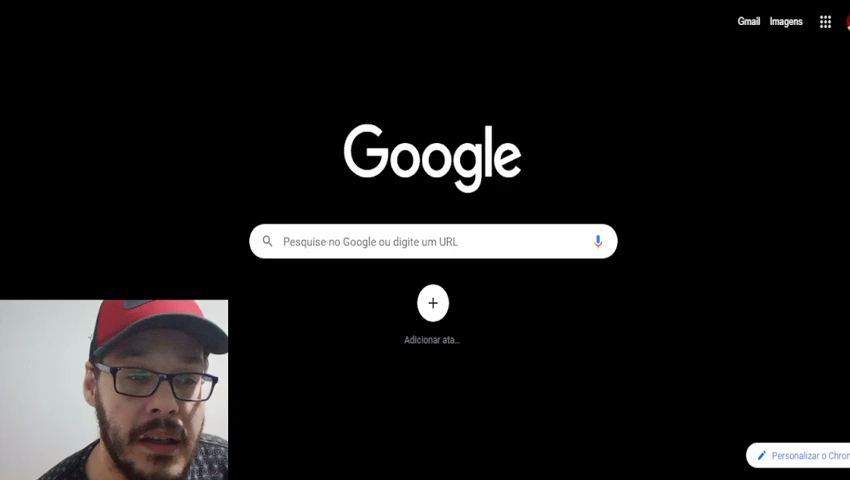 Gmail Imagens
Google
Pesquise no Google ou digite um URL
Adicionar ata...
Personalizar o Chron